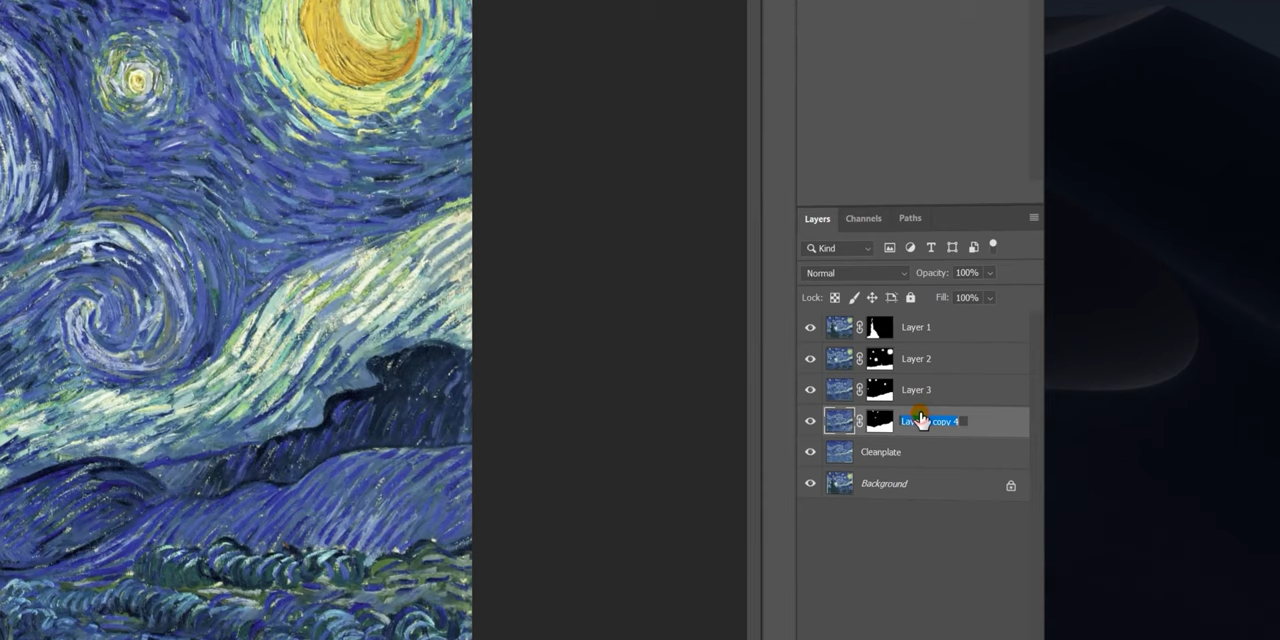 Layers Channels Paths
Kind
Normal Opacity: 100%
Lock: Fill: 100%
Layer 1
Layer 2
Layer 3
copy 4
Cleanplate
Background